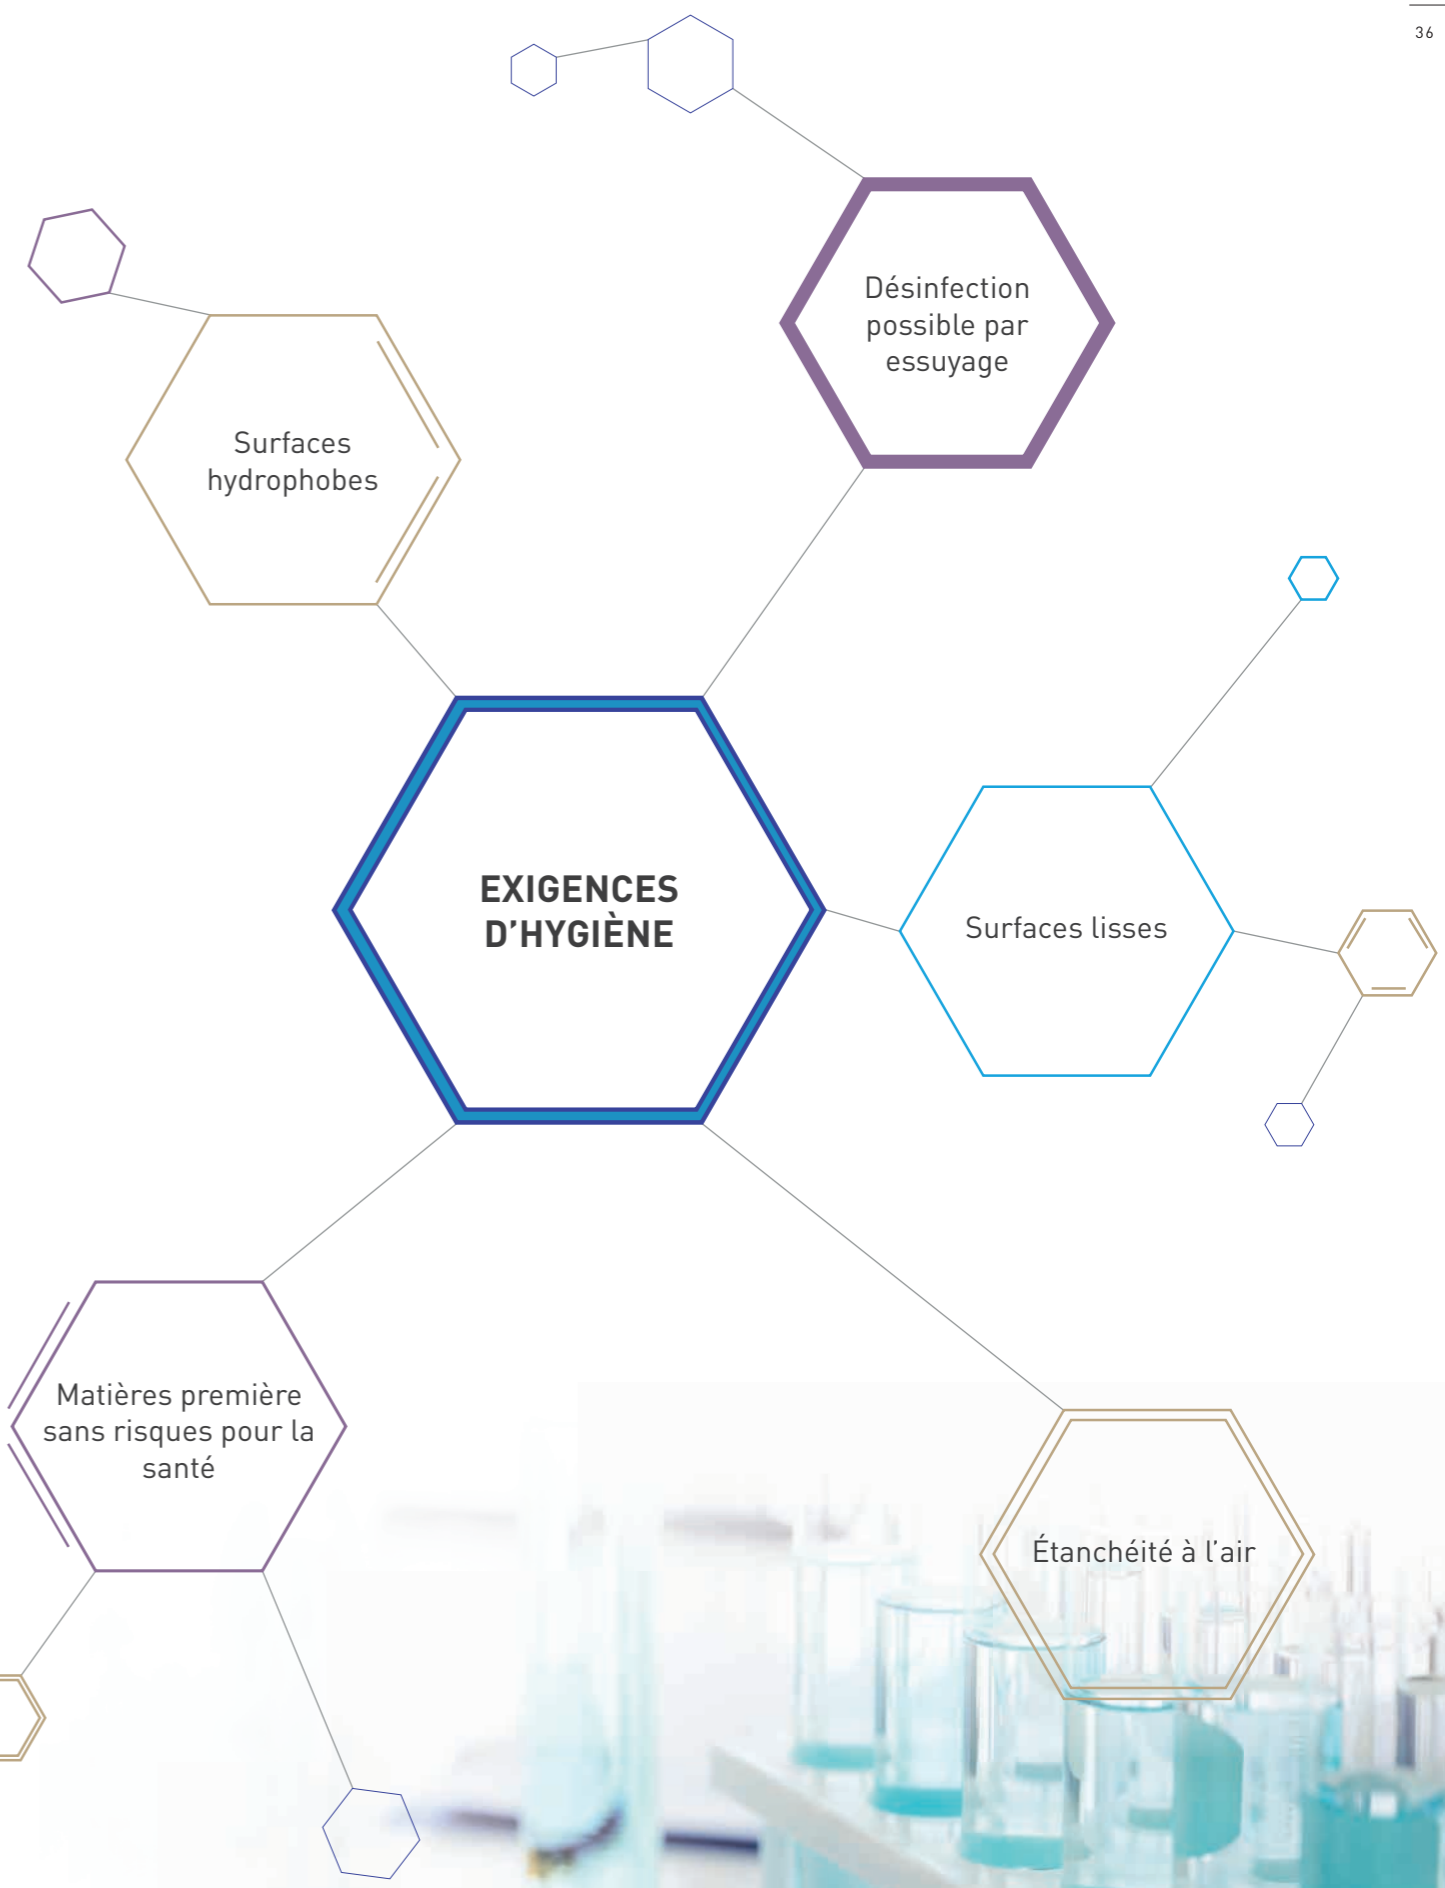 36
Désinfection
possible par
essuyage
Surfaces
hydrophobes
EXIGENCES
D’HYGIÈNE
Surfaces lisses
Matières première
sans risques pour la
santé
Étanchéité à l’air